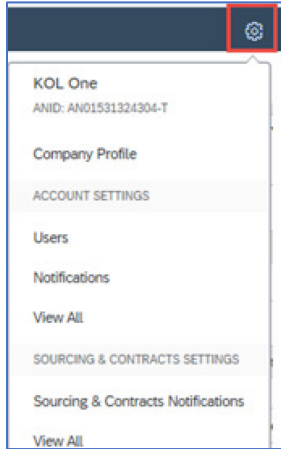 KOL One
ANID: AN01531324304-T
Company Profile
ACCOUNT SETTINGS
Users
Notifications
View All
SOURCING & CONTRACTS SETTINGS
Sourcing & Contracts Notifications
View All